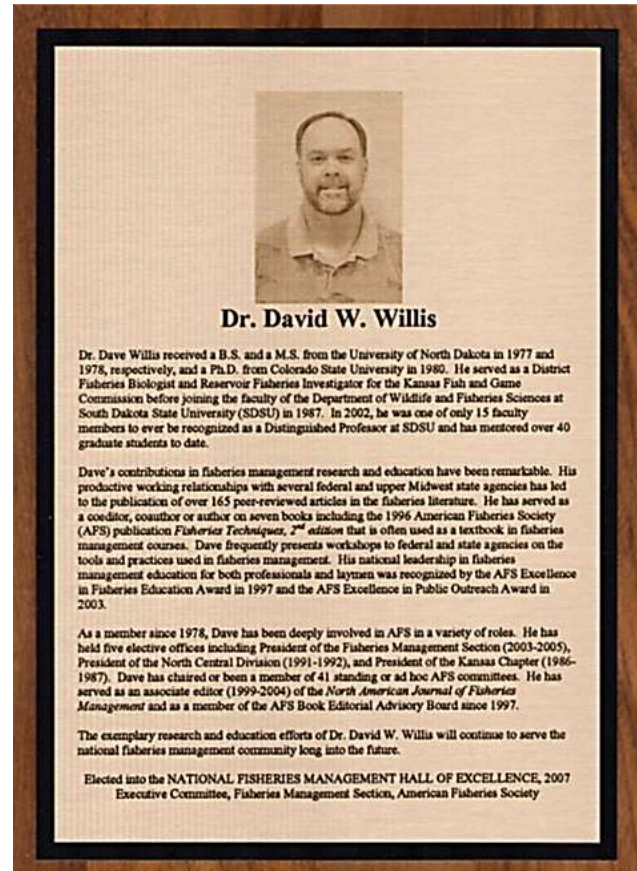 Dr. David W. Willis
Dr. Dave Willis received a B.S. and a M.S. from the University of North Dakota in 1977 and
1978, respectively, and a Ph.D. from Colorado State University in 1980. He served as a District
Fisheries Biologist and Reservoir Fisheries Investigator for the Kansas Fish and Game
Commission before joining the faculty of the Department of Wildlife and Fisheries Sciences at
South Dakota State University (SDSU) in 1987. In 2002, he was one of only 15 faculty
members to ever be recognized as a Distinguished Professor at SDSU and has mentored over 40
graduate students to date.
Dave's contributions in fisheries management research and education have been remarkable. His
productive working relationships with several federal and upper Midwest state agencies has led
to the publication of over 165 peer-reviewed articles in the fisheries literature. He has served as
a coeditor, coauthor or author on seven books including the 1996 American Fisheries Society
(AFS) publication Fisheries Techniques, 2nd edition that is often used as a textbook in fisheries
management courses. Dave frequently presents workshops to federal and state agencies on the
tools and practices used in fisheries management. His national leadership in fisheries
management education for both professionals and laymen was recognized by the AFS Excellence
in Fisheries Education Award in 1997 and the AFS Excellence in Public Outreach Award in
2003.
As a member since 1978, Dave has been deeply involved in AFS in a variety of roles. He has
held five elective offices including President of the Fisheries Management Section (2003-2005),
President of the North Central Division (1991-1992), and President of the Kansas Chapter (1986-
1987). Dave has chaired or been a member of 41 standing or ad hoc AFS committees. He has
served as an associate editor (1999-2004) of the North American Journal of Fisheries
Management and as a member of the AFS Book Editorial Advisory Board since 1997.
The exemplary research and education efforts of Dr. David W. Willis will continue to serve the
national fisheries management community long into the future.
Elected into the NATIONAL FISHERIES MANAGEMENT HALL OF EXCELLENCE, 2007
Executive Committee, Fisheries Management Section, American Fisheries Society